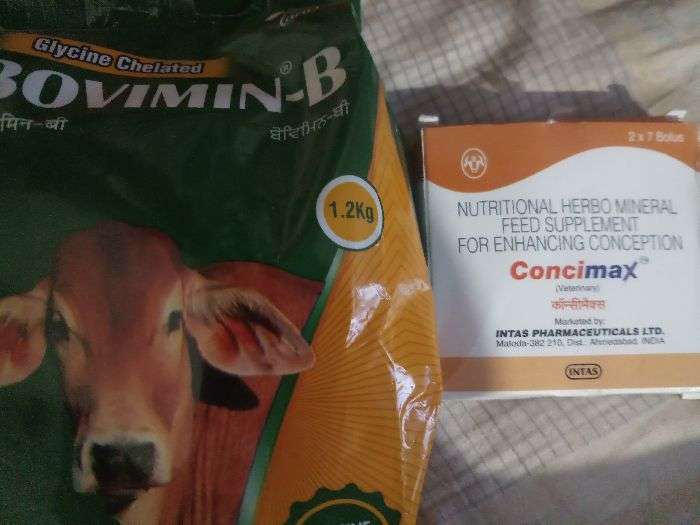 Glycine Chelated
BOVIMIN-B
®
मिन-बी
ਬੋਵਿਮਿਨ-ਬੀ
1.2Kg
2 x 7 Bolus
NUTRITIONAL HERBO MINERAL
FEED SUPPLEMENT
FOR ENHANCING CONCEPTION
Concimax™
(Veterinary)
कॉन्सीमैक्स
Marketed by:
INTAS PHARMACEUTICALS LTD.
Matoda-382 210, Dist. Ahmedabad, INDIA
INTAS